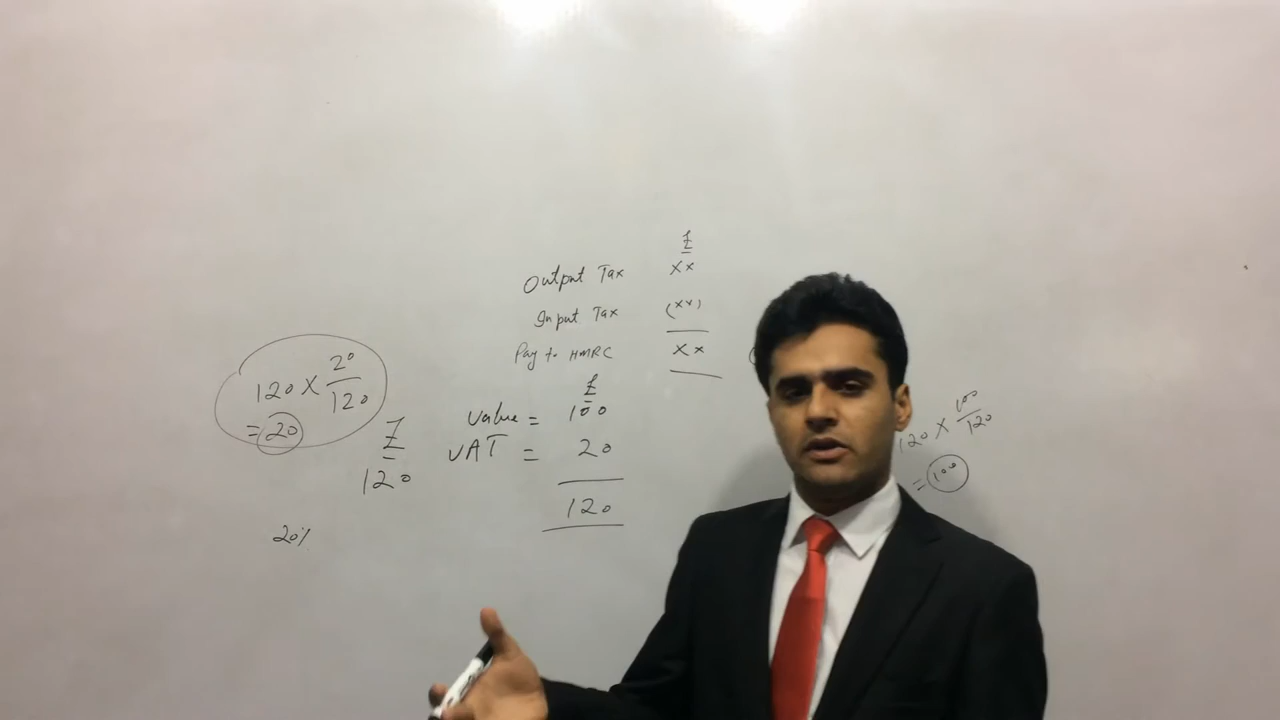 £
Output Tax xx
Input Tax (xx)
Pay to HMRC xx
120 x 20/120
= 20
£
120
20%
£
value = 100
VAT = 20
120
120 x 100/120
= 100